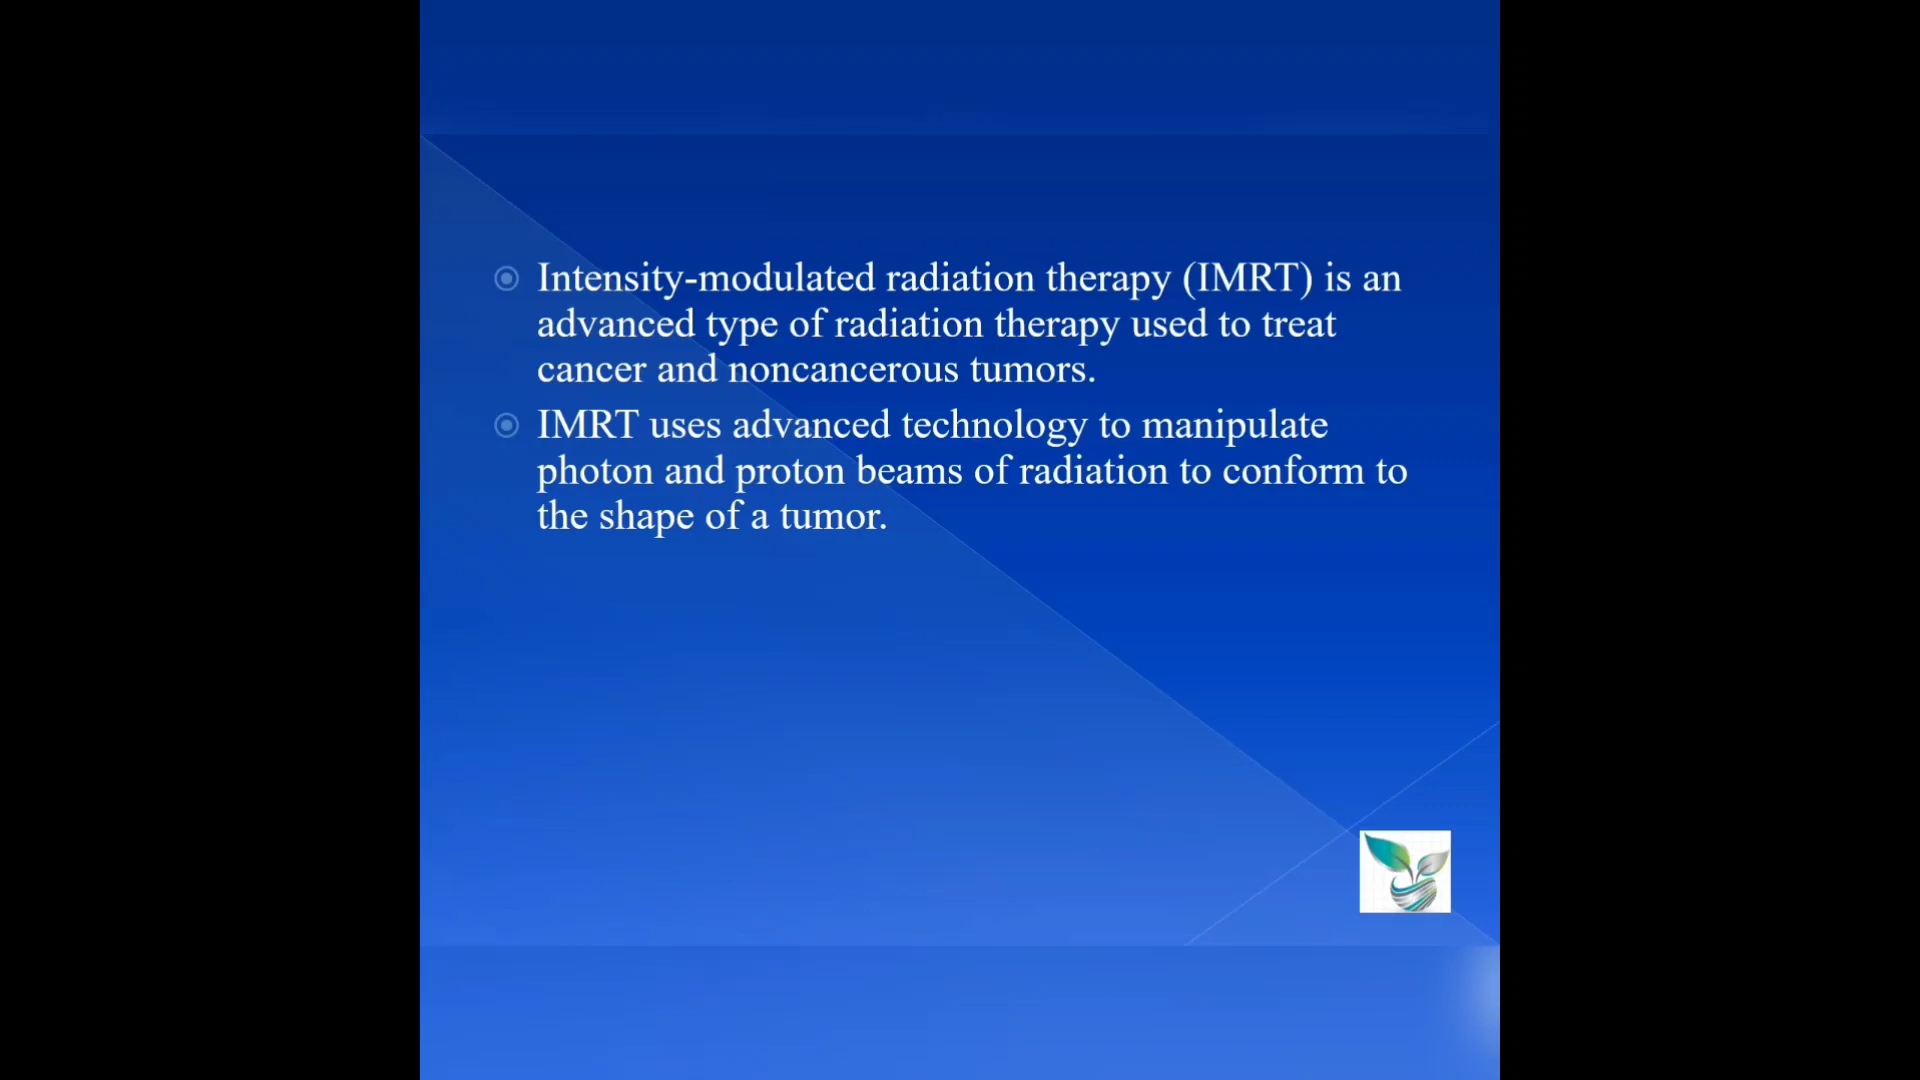 Intensity-modulated radiation therapy (IMRT) is an
advanced type of radiation therapy used to treat
cancer and noncancerous tumors.
IMRT uses advanced technology to manipulate
photon and proton beams of radiation to conform to
the shape of a tumor.